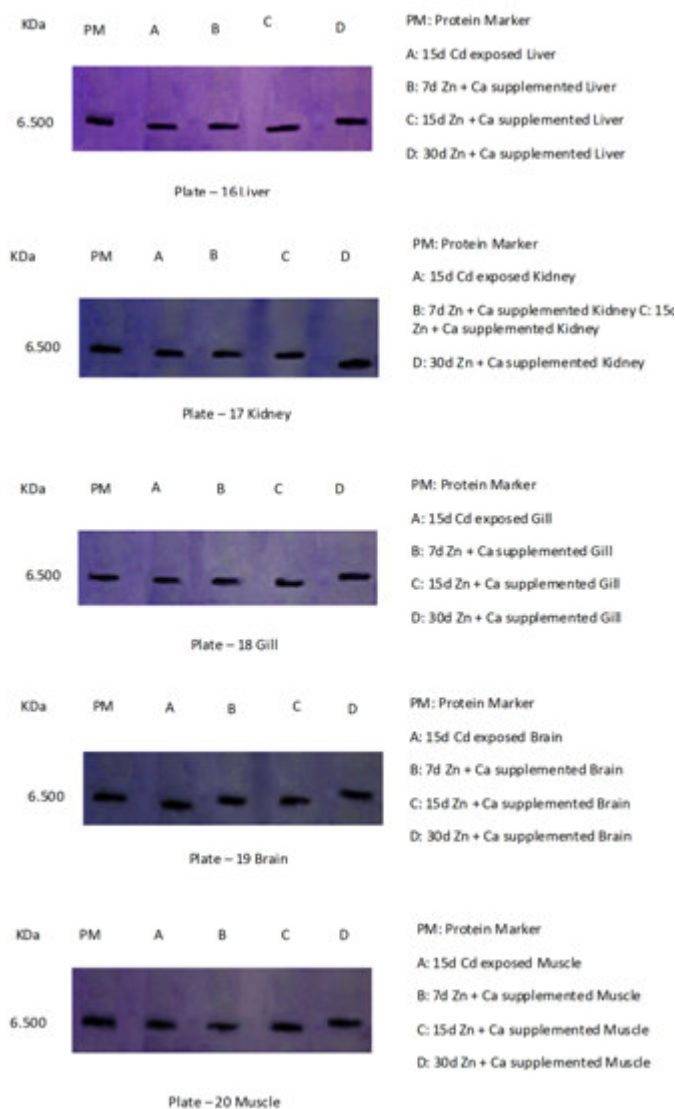 KDa PM A B C D
6.500
Plate – 16 Liver
PM: Protein Marker
A: 15d Cd exposed Liver
B: 7d Zn + Ca supplemented Liver
C: 15d Zn + Ca supplemented Liver
D: 30d Zn + Ca supplemented Liver
KDa PM A B C D
6.500
Plate – 17 Kidney
PM: Protein Marker
A: 15d Cd exposed Kidney
B: 7d Zn + Ca supplemented Kidney C: 15d
Zn + Ca supplemented Kidney
D: 30d Zn + Ca supplemented Kidney
KDa PM A B C D
6.500
Plate – 18 Gill
PM: Protein Marker
A: 15d Cd exposed Gill
B: 7d Zn + Ca supplemented Gill
C: 15d Zn + Ca supplemented Gill
D: 30d Zn + Ca supplemented Gill
KDa PM A B C D
6.500
Plate – 19 Brain
PM: Protein Marker
A: 15d Cd exposed Brain
B: 7d Zn + Ca supplemented Brain
C: 15d Zn + Ca supplemented Brain
D: 30d Zn + Ca supplemented Brain
KDa PM A B C D
6.500
Plate – 20 Muscle
PM: Protein Marker
A: 15d Cd exposed Muscle
B: 7d Zn + Ca supplemented Muscle
C: 15d Zn + Ca supplemented Muscle
D: 30d Zn + Ca supplemented Muscle